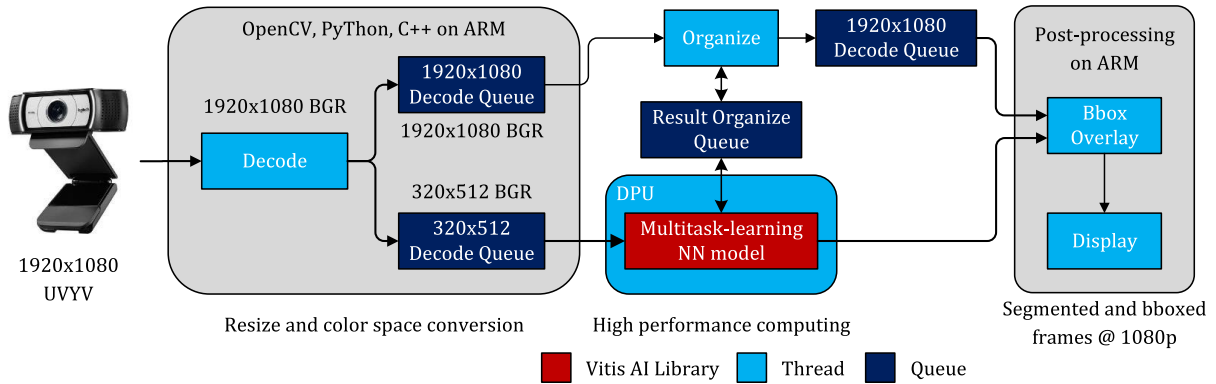 OpenCV, PyThon, C++ on ARM
1920x1080 BGR
Decode
1920x1080
Decode Queue
1920x1080 BGR
320x512 BGR
320x512
Decode Queue
1920x1080
UVYV
Resize and color space conversion
Organize
1920x1080
Decode Queue
Result Organize
Queue
DPU
Multitask-learning
NN model
High performance computing
Post-processing
on ARM
Bbox
Overlay
Display
Segmented and bboxed
frames @ 1080p
Vitis AI Library
Thread
Queue